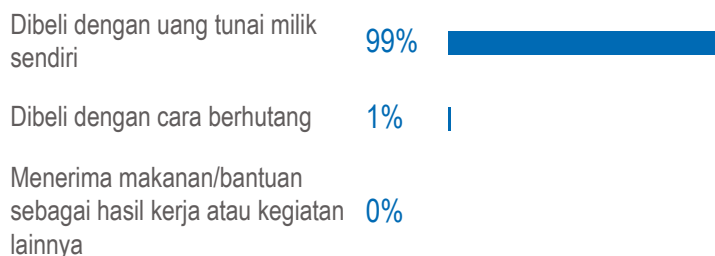 Dibeli dengan uang tunai milik
sendiri
99%
Dibeli dengan cara berhutang
1%
Menerima makanan/bantuan
sebagai hasil kerja atau kegiatan
lainnya
0%